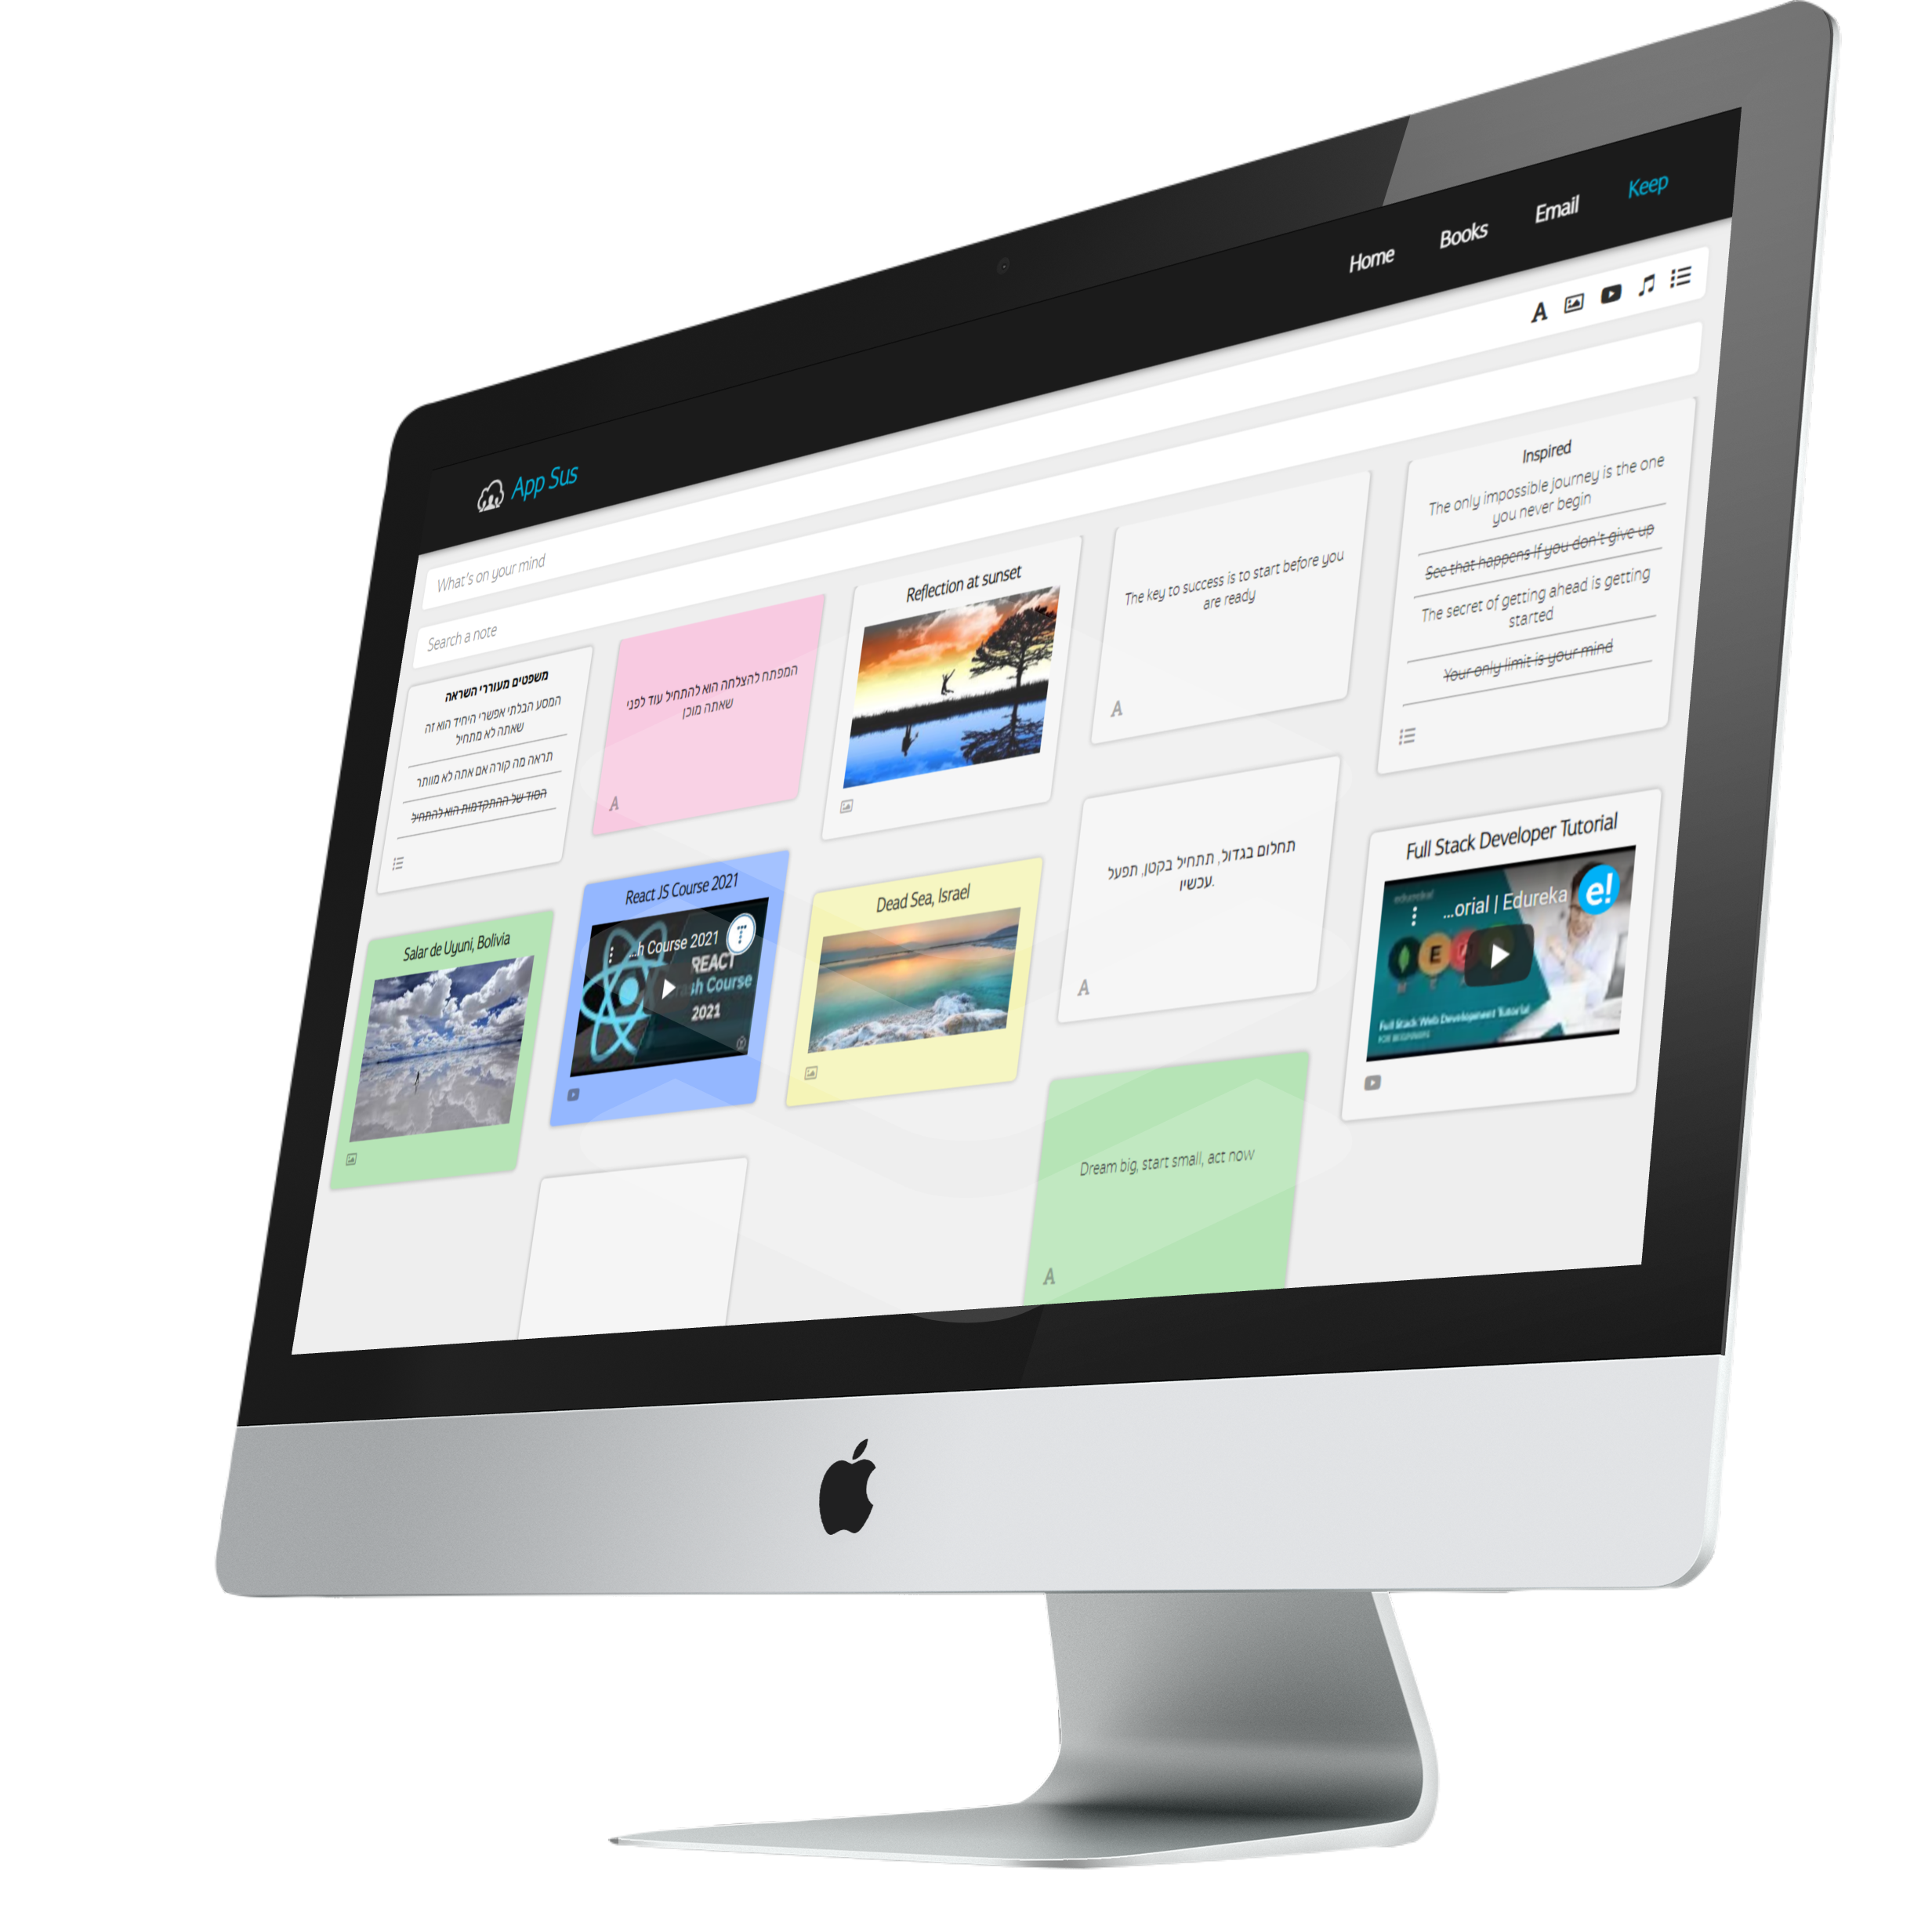 App Sus
Home
Books
Email
Keep
What's on your mind
Search a note
משפטים מעוררי השראה
המסע הבלתי אפשרי היחיד הוא זה
שאתה לא מתחיל
תראה מה קורה אם אתה לא מוותר
הסוד של ההתקדמות הוא להתחיל
המפתח להצלחה הוא להתחיל עוד לפני
שאתה מוכן
Reflection at sunset
The key to success is to start before you
are ready
Inspired
The only impossible journey is the one
you never begin
See that happens If you don't give up
The secret of getting ahead is getting
started
Your only limit is your mind
Salar de Uyuni, Bolivia
React JS Course 2021
...h Course 2021
REACT
sh Course
2021
Dead Sea, Israel
תחלום בגדול, תתחיל בקטן, תפעל
עכשיו.
Full Stack Developer Tutorial
edureka!
...orial | Edureka
e!
E
Full Stack Web Development Tutorial
FOR BEGINNERS
Dream big, start small, act now